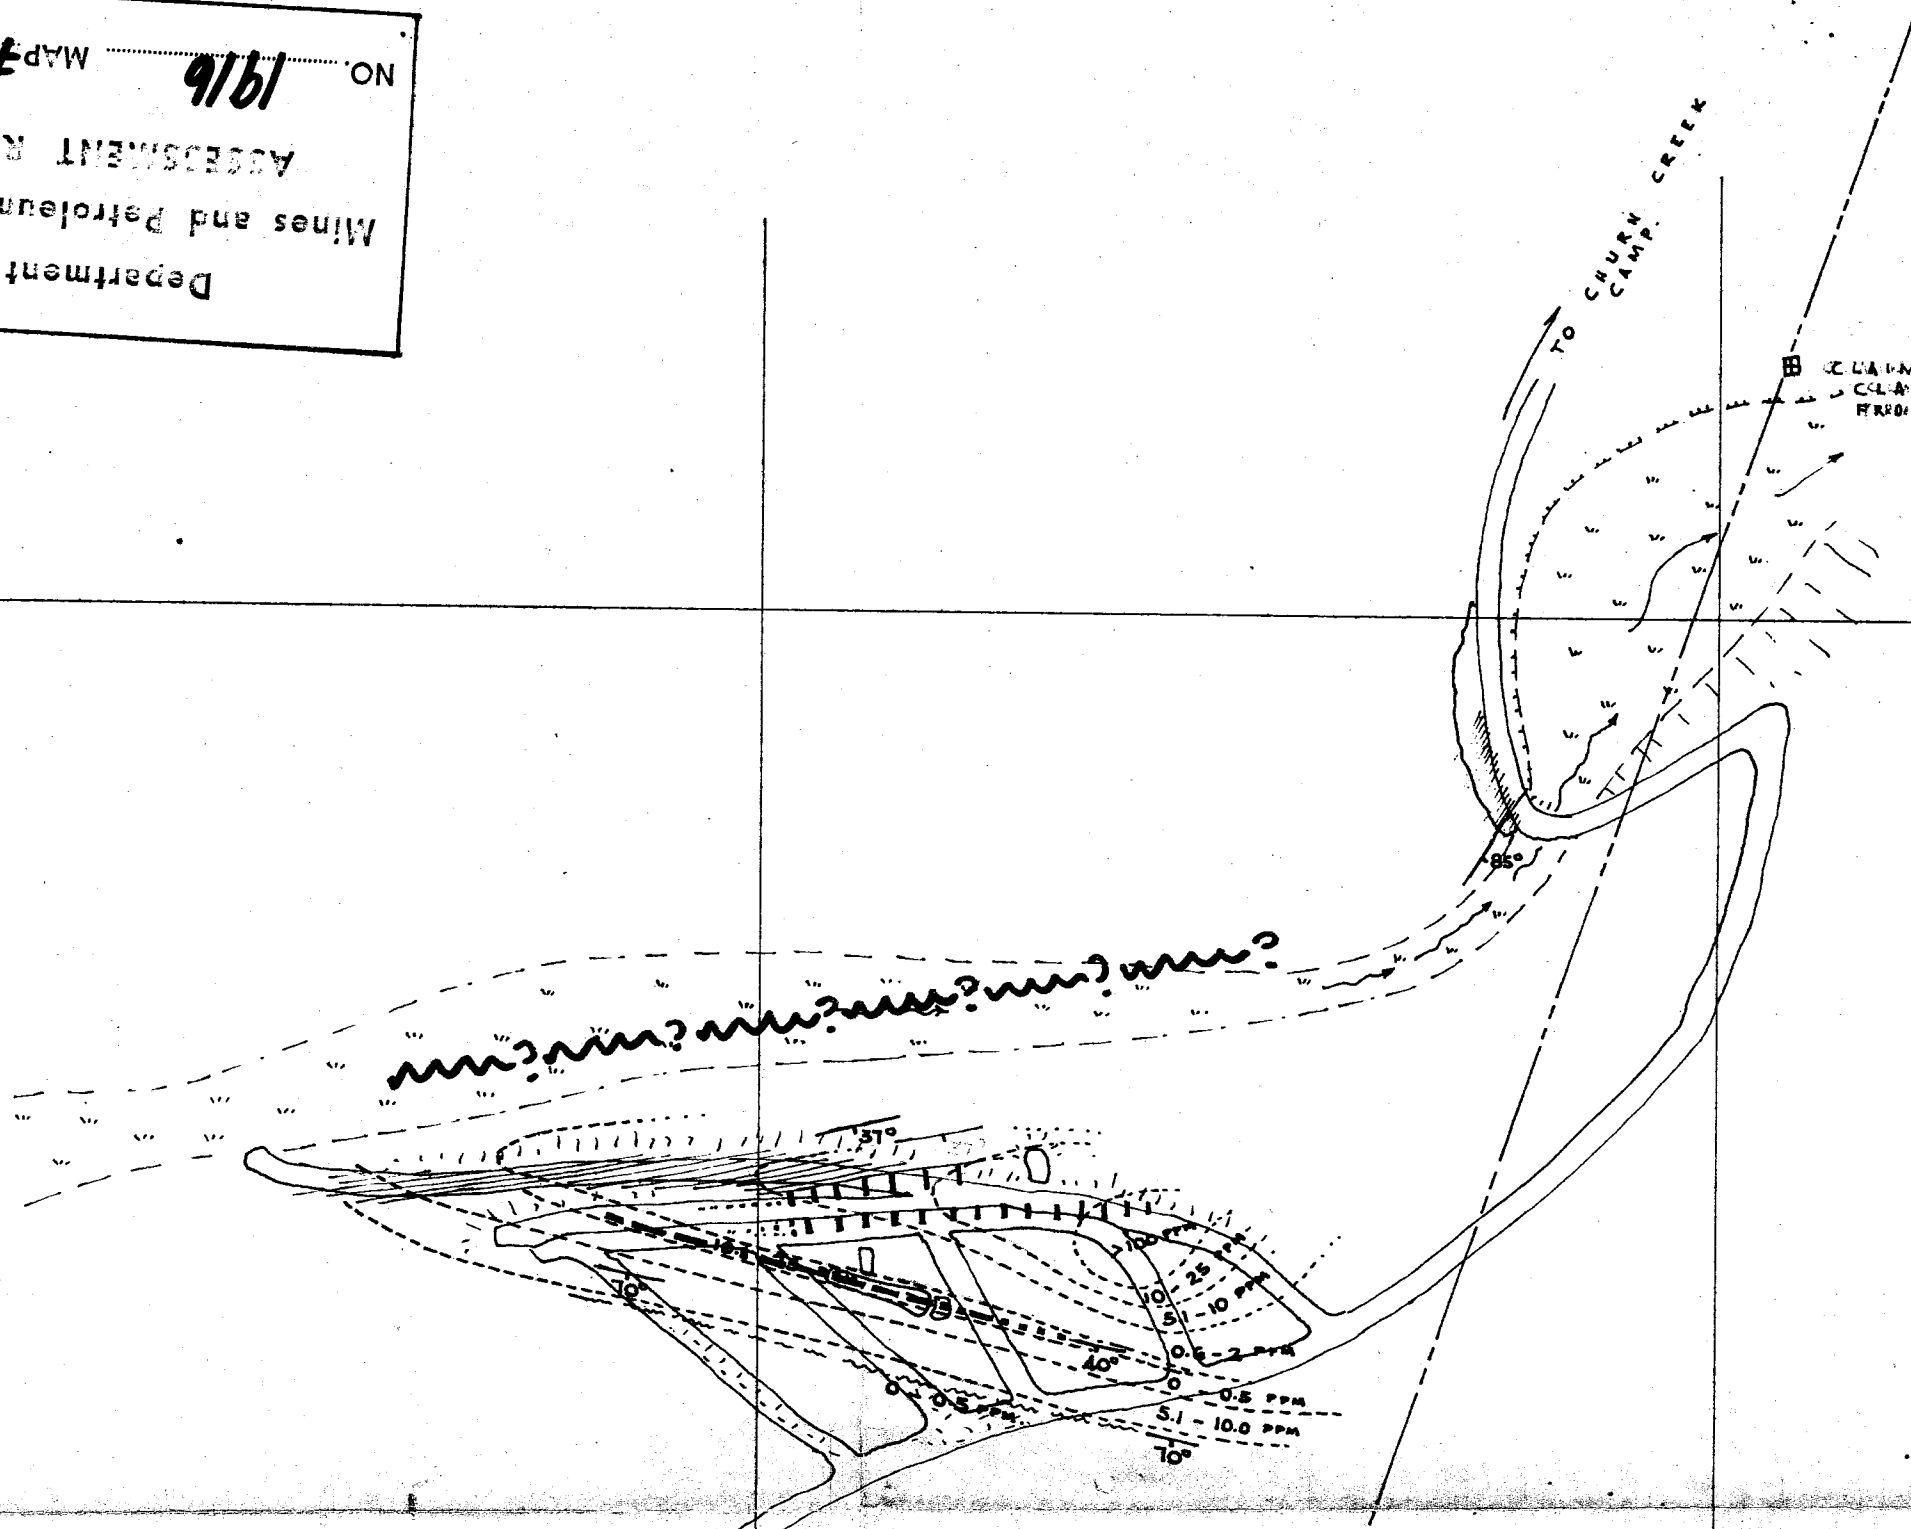 Department
Mines and Petroleum
ASSESSMENT R
NO. 1916 MAP
TO CHURN CREEK
CAMP.
85°
37°
>100 PPM
25 PPM
10
5.1 - 10 PPM
0.6 - 2 PPM
70°
40°
0 - 0.5 PPM
0 - 0.5 PPM
5.1 - 10.0 PPM
70°